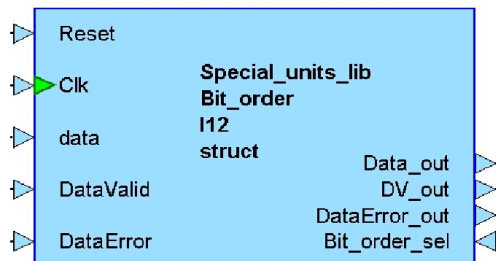 Reset
Special_units_lib
Clk
Bit_order
I12
data
struct
Data_out
DataValid
DV_out
DataError_out
DataError
Bit_order_sel